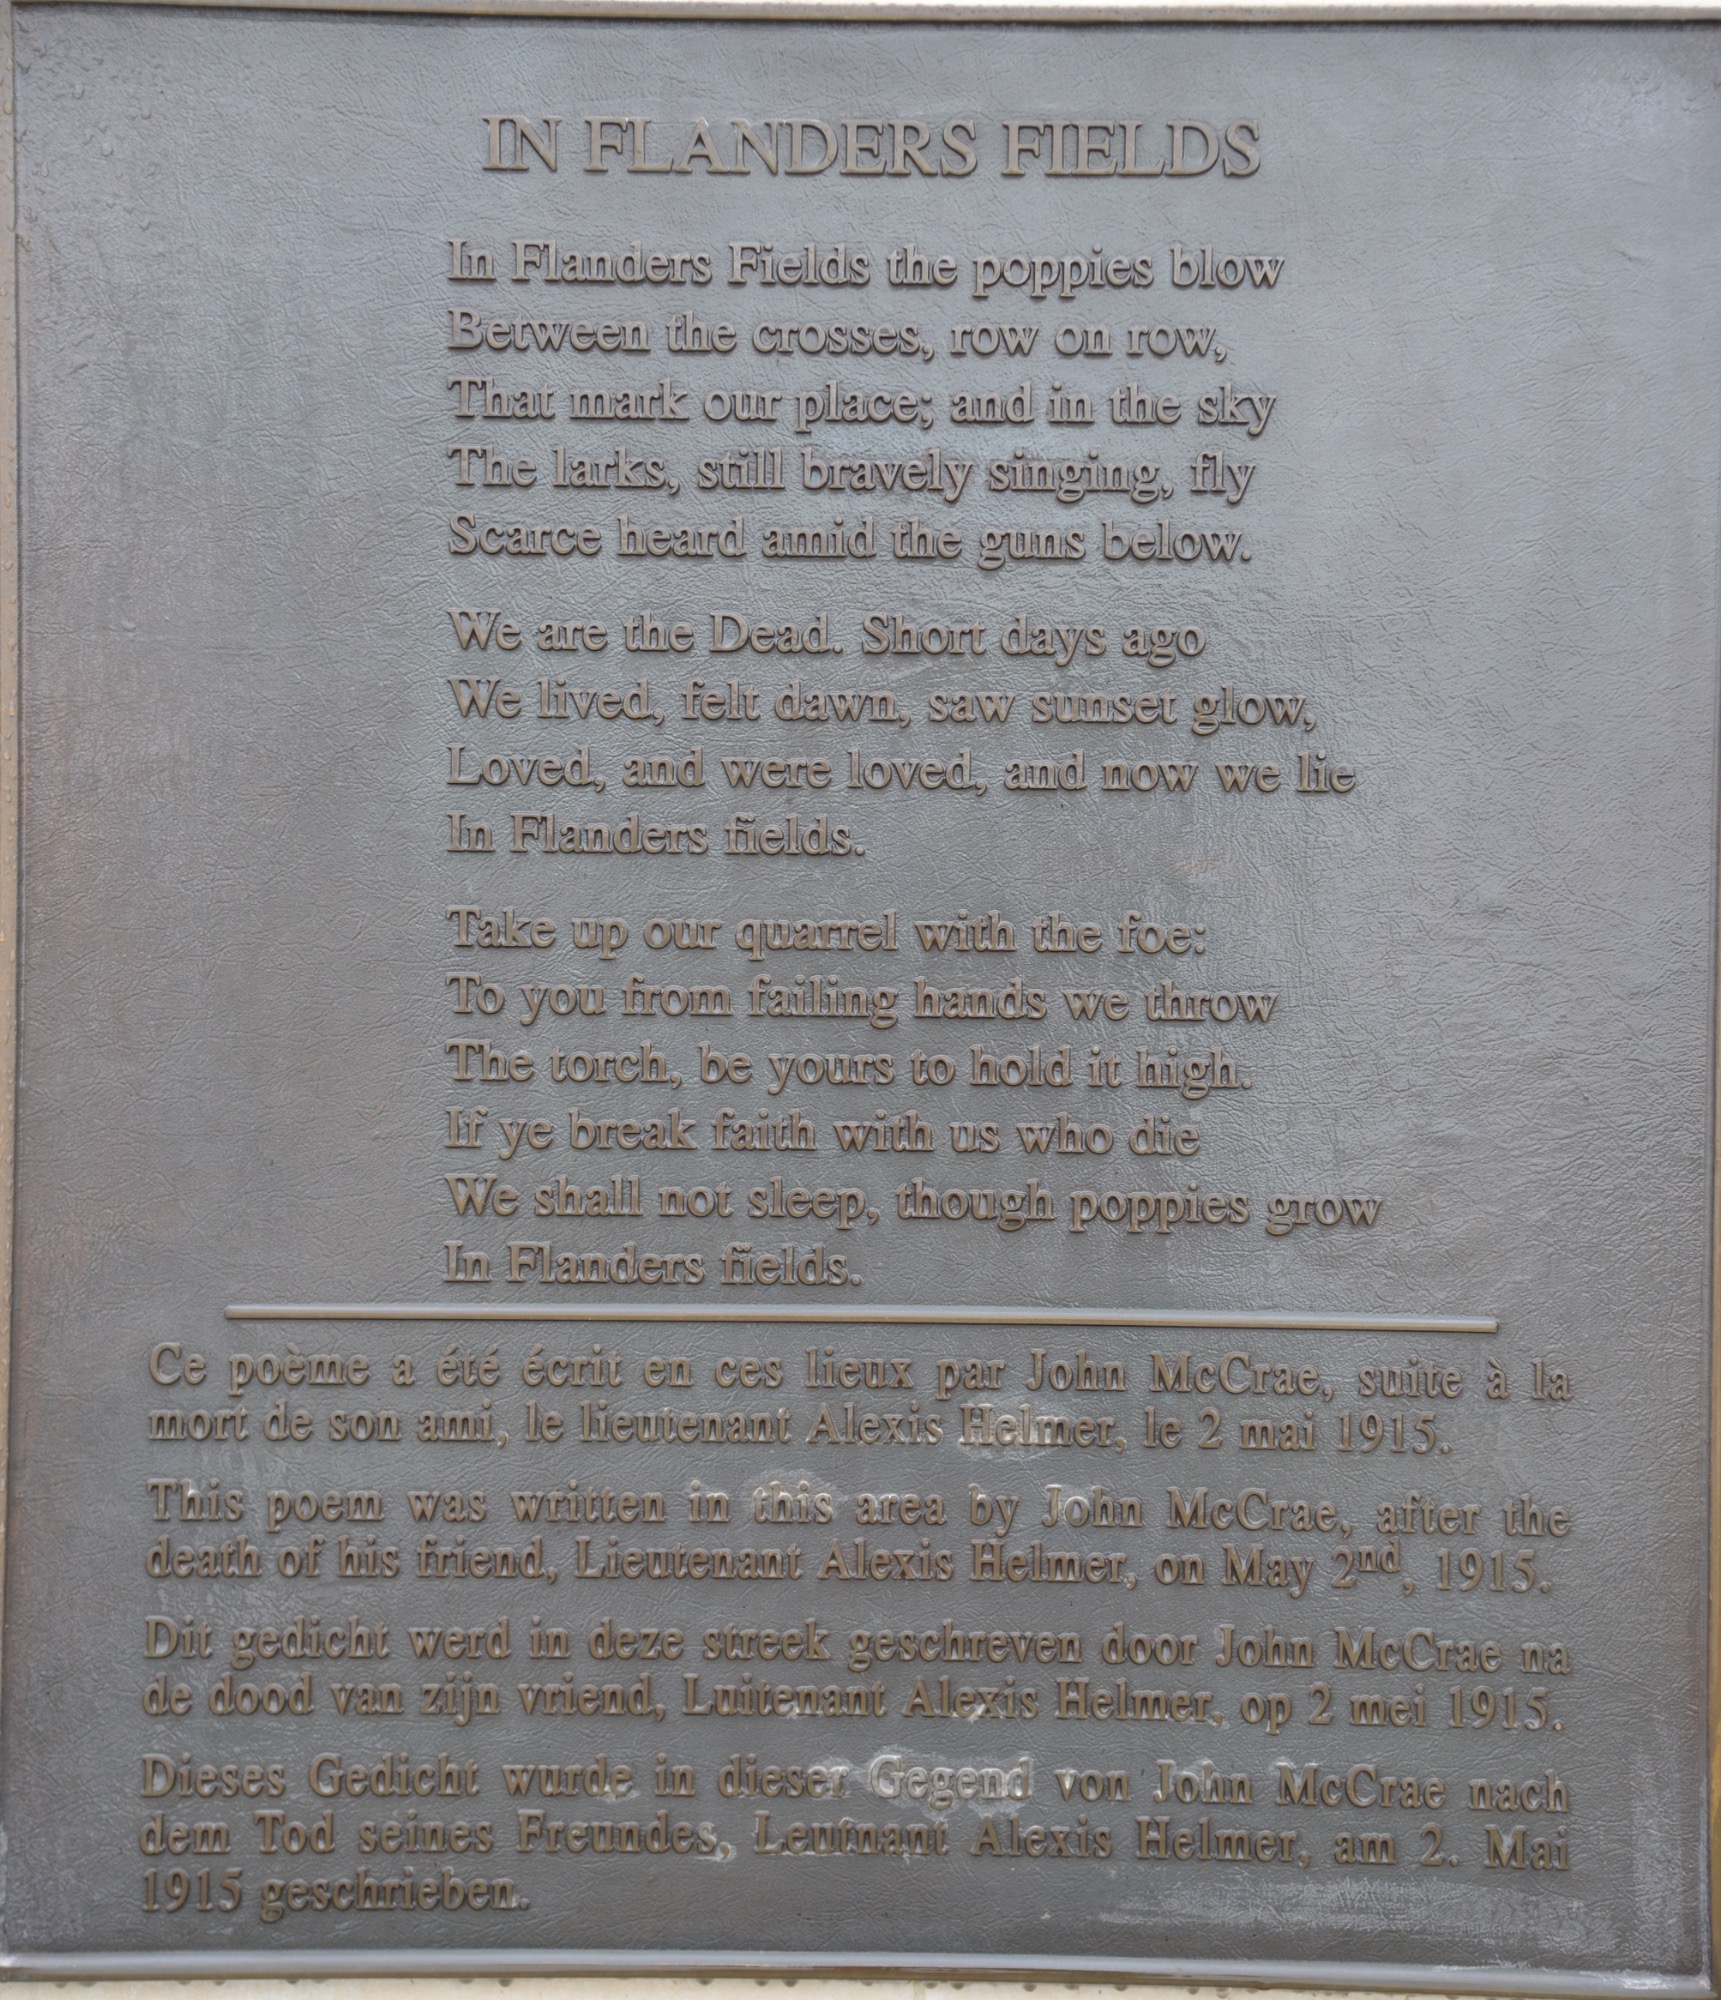 IN FLANDERS FIELDS
In Flanders Fields the poppies blow
Between the crosses, row on row,
That mark our place; and in the sky
The larks, still bravely singing, fly
Scarce heard amid the guns below.
We are the Dead. Short days ago
We lived, felt dawn, saw sunset glow,
Loved, and were loved, and now we lie
In Flanders fields.
Take up our quarrel with the foe:
To you from failing hands we throw
The torch, be yours to hold it high.
If ye break faith with us who die
We shall not sleep, though poppies grow
In Flanders fields.
Ce poème a été écrit en ces lieux par John McCrae, suite à la
mort de son ami, le lieutenant Alexis Helmer, le 2 mai 1915.
This poem was written in this area by John McCrae, after the
death of his friend, Lieutenant Alexis Helmer, on May 2nd, 1915.
Dit gedicht werd in deze streek geschreven door John McCrae na
de dood van zijn vriend, Luitenant Alexis Helmer, op 2 mei 1915.
Dieses Gedicht wurde in dieser Gegend von John McCrae nach
dem Tod seines Freundes, Leutnant Alexis Helmer, am 2. Mai
1915 geschrieben.